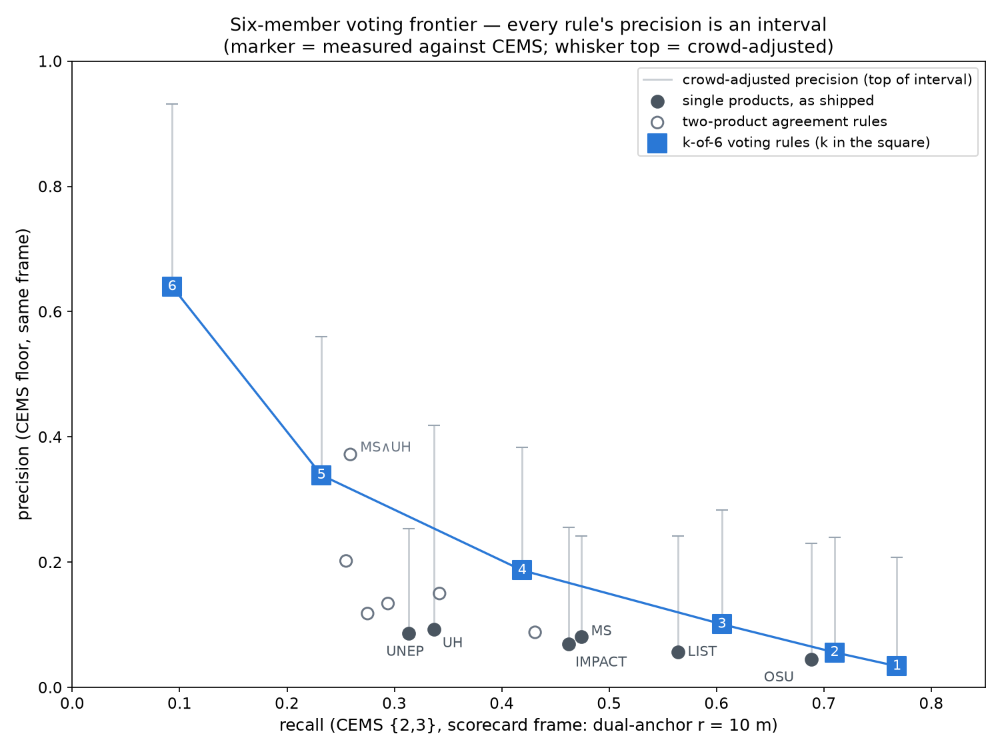 Six-member voting frontier — every rule's precision is an interval
(marker = measured against CEMS; whisker top = crowd-adjusted)
crowd-adjusted precision (top of interval)
single products, as shipped
two-product agreement rules
k-of-6 voting rules (k in the square)
precision (CEMS floor, same frame)
1.0
0.8
0.6
0.4
0.2
0.0
6
5
MS∧UH
4
3
2
1
UNEP
UH
MS
IMPACT
LIST
OSU
0.0 0.1 0.2 0.3 0.4 0.5 0.6 0.7 0.8
recall (CEMS {2,3}, scorecard frame: dual-anchor r = 10 m)